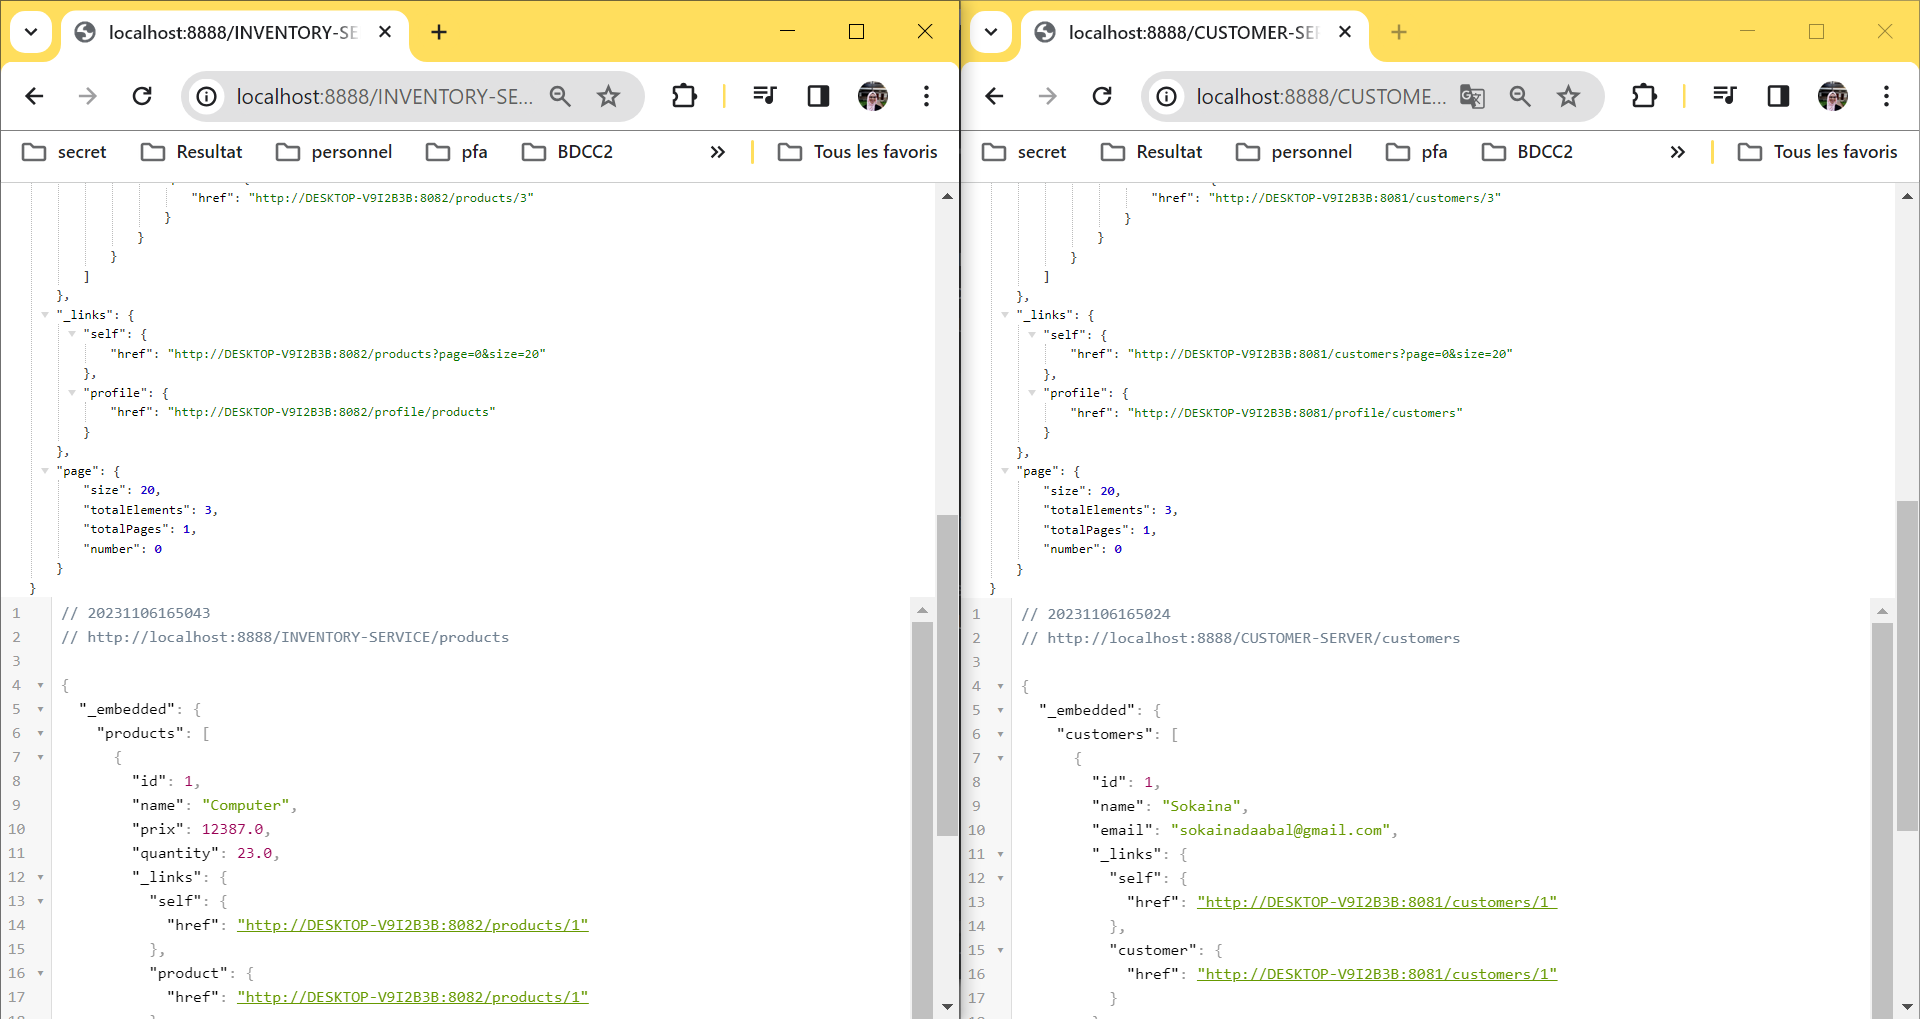 localhost:8888/INVENTORY-SE
localhost:8888/INVENTORY-SE...
secret
Resultat
personnel
pfa
BDCC2
Tous les favoris
"href": "http://DESKTOP-V9I2B3B:8082/products/3"
}
}
}
]
},
"_links": {
"self": {
"href": "http://DESKTOP-V9I2B3B:8082/products?page=0&size=20"
},
"profile": {
"href": "http://DESKTOP-V9I2B3B:8082/profile/products"
}
},
"page": {
"size": 20,
"totalElements": 3,
"totalPages": 1,
"number": 0
}
}
1 // 20231106165043
2 // http://localhost:8888/INVENTORY-SERVICE/products
3
4 {
5 "_embedded": {
6 "products": [
7 {
8 "id": 1,
9 "name": "Computer",
10 "prix": 12387.0,
11 "quantity": 23.0,
12 "_links": {
13 "self": {
14 "href": "http://DESKTOP-V9I2B3B:8082/products/1"
15 },
16 "product": {
17 "href": "http://DESKTOP-V9I2B3B:8082/products/1"
localhost:8888/CUSTOMER-SE
localhost:8888/CUSTOME...
secret
Resultat
personnel
pfa
BDCC2
Tous les favoris
"href": "http://DESKTOP-V9I2B3B:8081/customers/3"
}
}
}
]
},
"_links": {
"self": {
"href": "http://DESKTOP-V9I2B3B:8081/customers?page=0&size=20"
},
"profile": {
"href": "http://DESKTOP-V9I2B3B:8081/profile/customers"
}
},
"page": {
"size": 20,
"totalElements": 3,
"totalPages": 1,
"number": 0
}
}
1 // 20231106165024
2 // http://localhost:8888/CUSTOMER-SERVER/customers
3
4 {
5 "_embedded": {
6 "customers": [
7 {
8 "id": 1,
9 "name": "Sokaina",
10 "email": "sokainadaabal@gmail.com",
11 "_links": {
12 "self": {
13 "href": "http://DESKTOP-V9I2B3B:8081/customers/1"
14 },
15 "customer": {
16 "href": "http://DESKTOP-V9I2B3B:8081/customers/1"
17 }